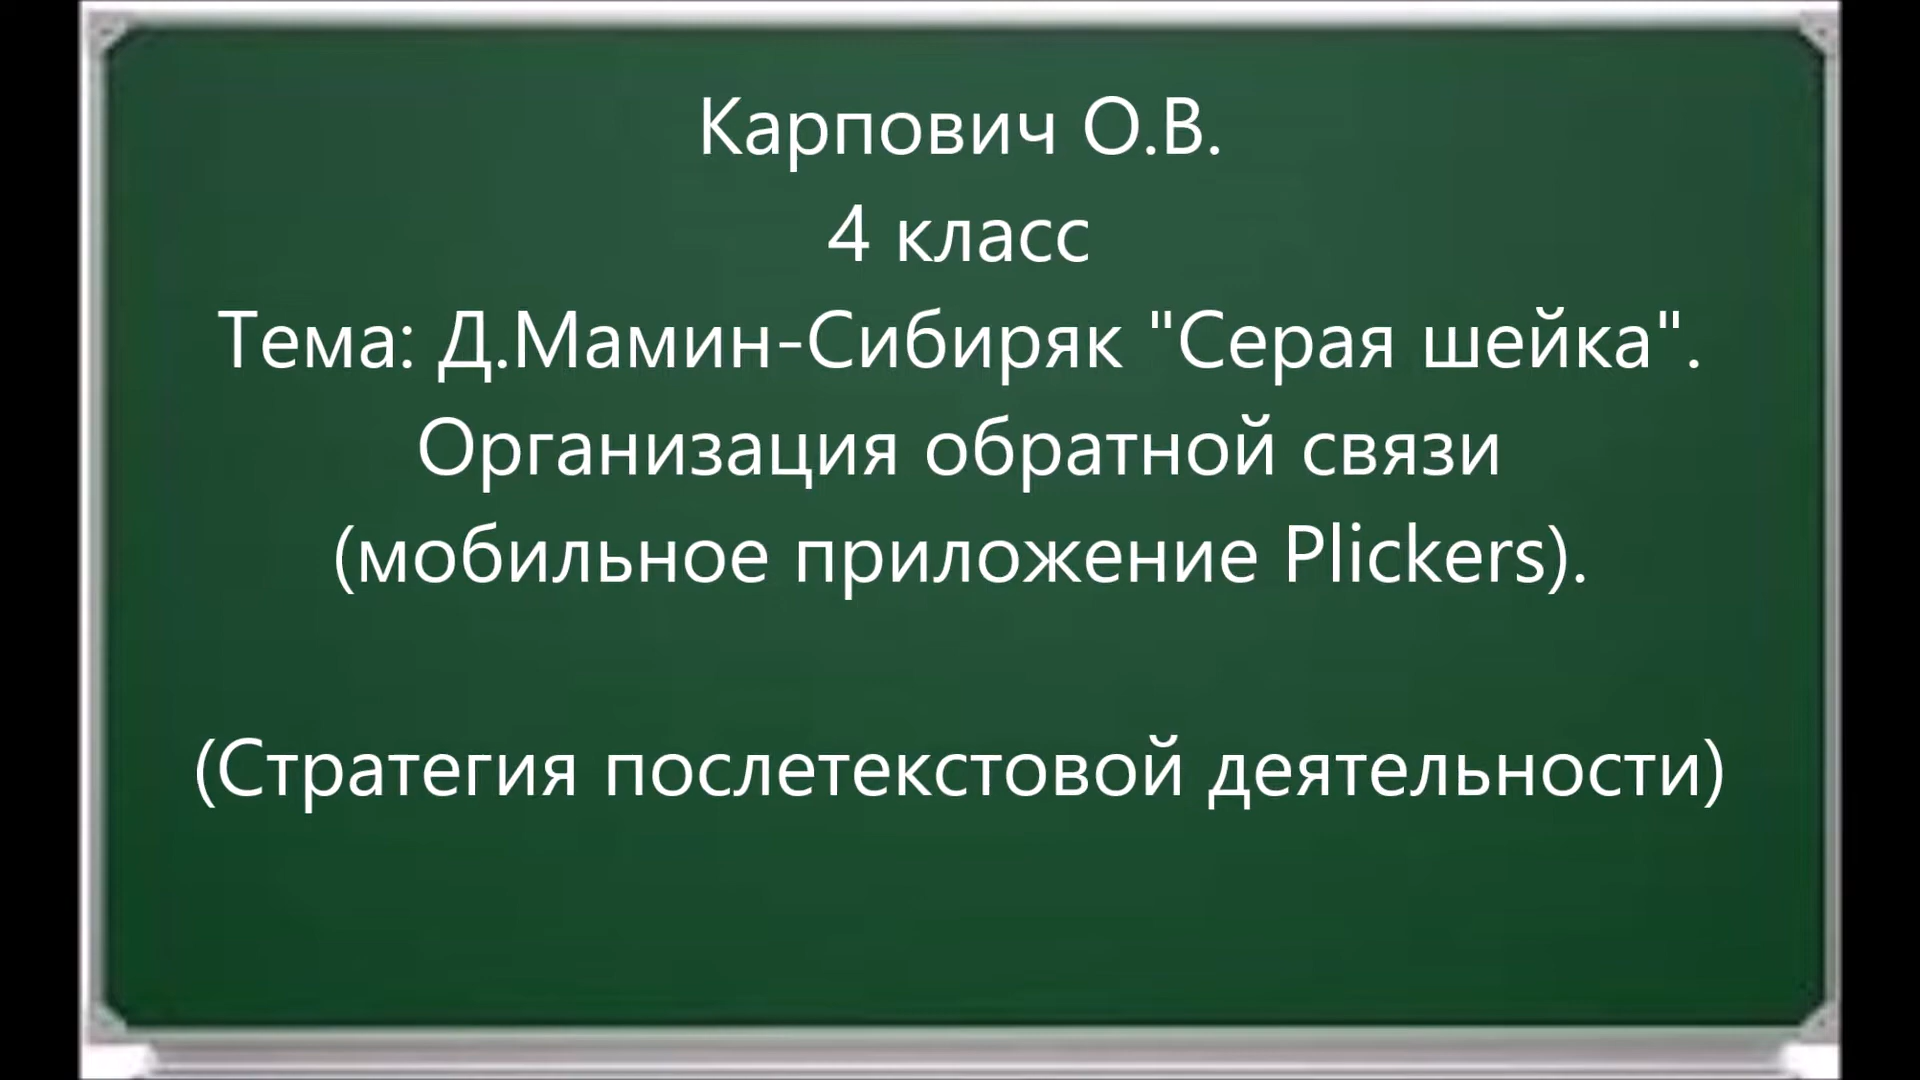 Карпович О.В.
4 класс
Тема: Д.Мамин-Сибиряк "Серая шейка".
Организация обратной связи
(мобильное приложение Plickers).
(Стратегия послетекстовой деятельности)